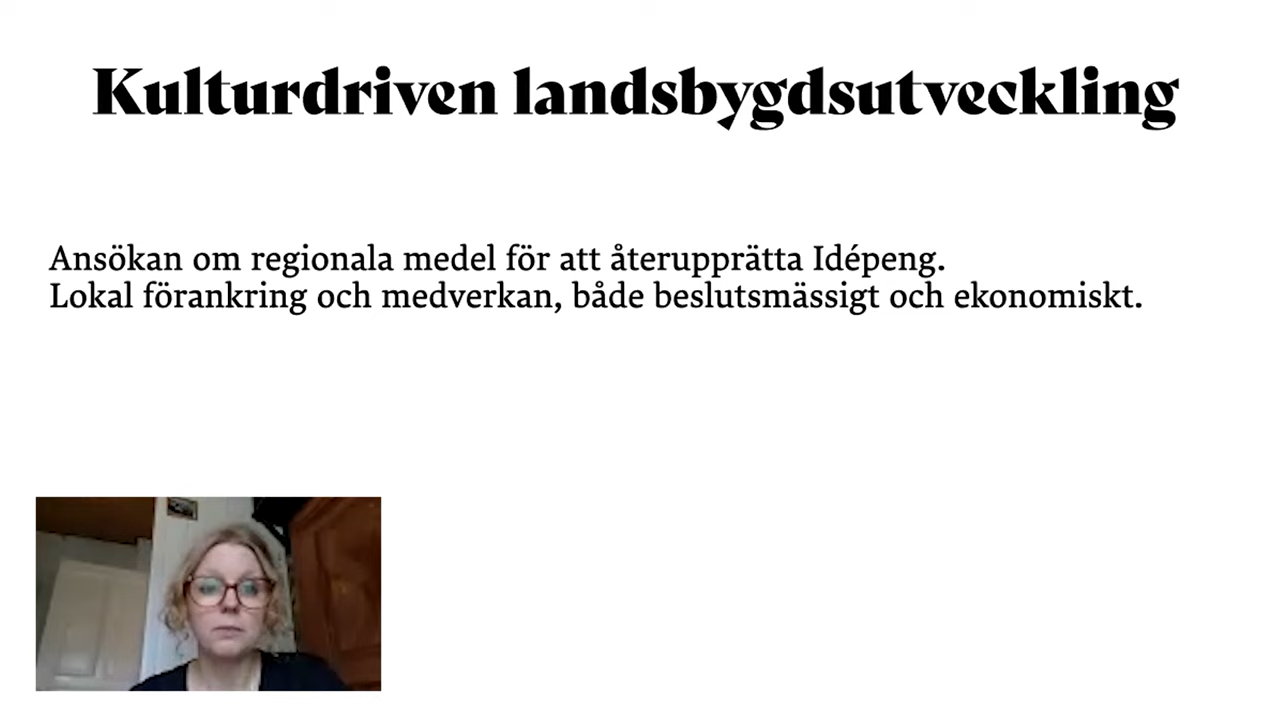 Kulturdriven landsbygdsutveckling
Ansökan om regionala medel för att återupprätta Idépeng.
Lokal förankring och medverkan, både beslutsmässigt och ekonomiskt.